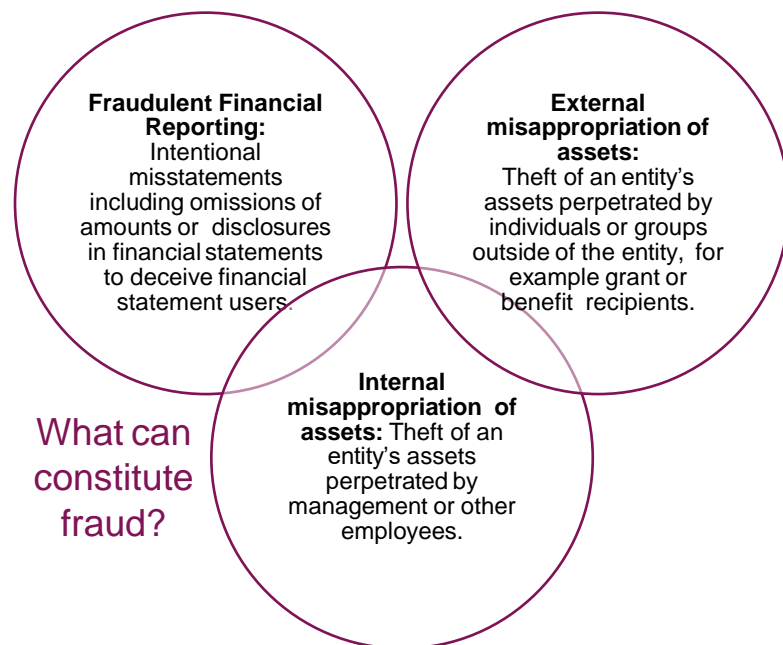 Fraudulent Financial
Reporting:
Intentional
misstatements
including omissions of
amounts or disclosures
in financial statements
to deceive financial
statement users.
External
misappropriation of
assets:
Theft of an entity’s
assets perpetrated by
individuals or groups
outside of the entity, for
example grant or
benefit recipients.
Internal
misappropriation of
assets: Theft of an
entity’s assets
perpetrated by
management or other
employees.
What can
constitute
fraud?